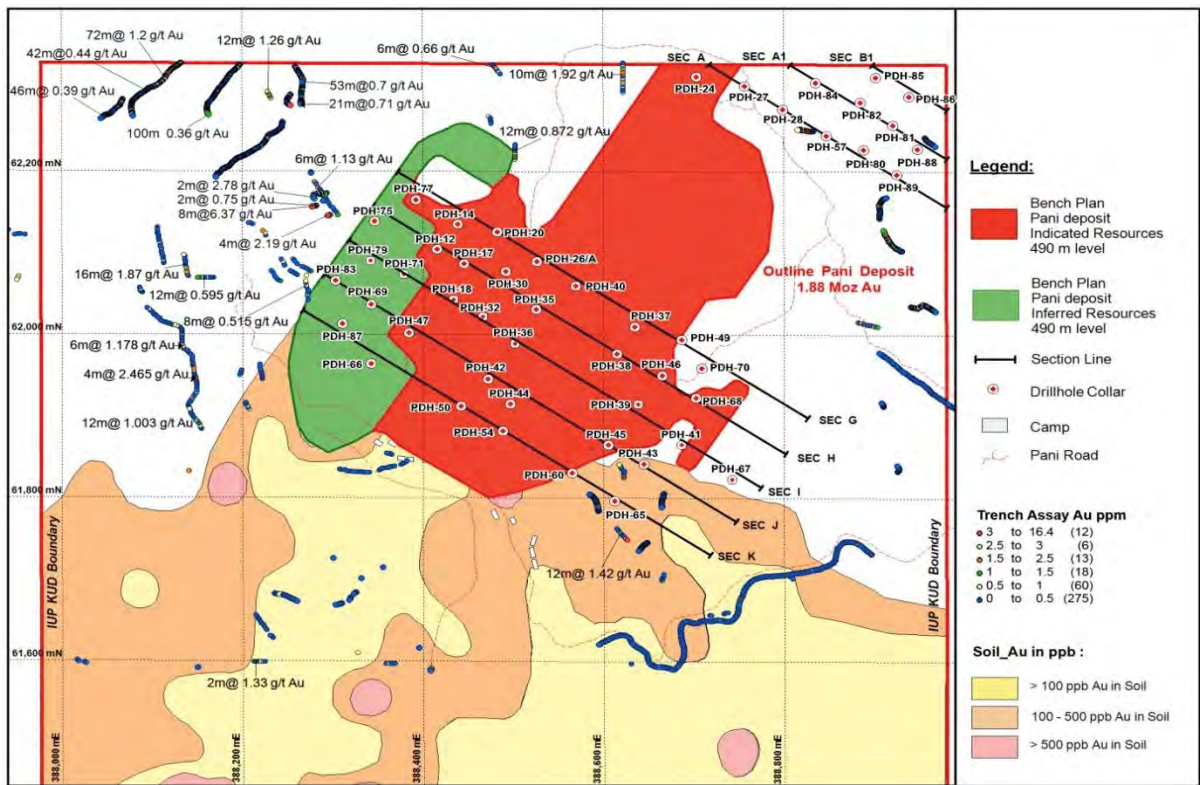 72m@ 1.2 g/t Au
42m@0.44 g/t Au
46m@ 0.39 g/t Au
100m 0.36 g/t Au
12m@ 1.26 g/t Au
53m@0.7 g/t Au
21m@0.71 g/t Au
6m@ 0.66 g/t Au
10m@ 1.92 g/t Au
12m@ 0.872 g/t Au
SEC A
SEC A1
SEC B1
PDH-24
PDH-27
PDH-28
PDH-57
PDH-80
PDH-89
PDH-84
PDH-82
PDH-81
PDH-88
PDH-85
PDH-86
62,200 mN
6m@ 1.13 g/t Au
2m@ 2.78 g/t Au
2m@ 0.75 g/t Au
8m@6.37 g/t Au
4m@ 2.19 g/t Au
16m@ 1.87 g/t Au
12m@ 0.595 g/t Au
8m@ 0.515 g/t Au
6m@ 1.178 g/t Au
4m@ 2.465 g/t Au
12m@ 1.003 g/t Au
PDH-77
PDH-75
PDH-79
PDH-83
PDH-14
PDH-12
PDH-17
PDH-20
PDH-71
PDH-26/A
PDH-30
PDH-40
PDH-69
PDH-18
PDH-32
PDH-35
PDH-47
PDH-36
PDH-37
PDH-49
PDH-87
PDH-66
PDH-42
PDH-44
PDH-38
PDH-46
PDH-70
PDH-68
PDH-50
PDH-54
PDH-39
PDH-41
PDH-45
PDH-43
PDH-60
PDH-65
PDH-67
Outline Pani Deposit
1.88 Moz Au
SEC G
SEC H
SEC I
SEC J
SEC K
62,000 mN
61,800 mN
61,600 mN
12m@ 1.42 g/t Au
2m@ 1.33 g/t Au
IUP KUD Boundary
IUP KUD Boundary
388,000 mE
388,200 mE
388,400 mE
388,600 mE
388,800 mE
Legend:
Bench Plan
Pani deposit
Indicated Resources
490 m level
Bench Plan
Pani deposit
Inferred Resources
490 m level
Section Line
Drillhole Collar
Camp
Pani Road
Trench Assay Au ppm
3 to 16.4 (12)
2.5 to 3 (6)
1.5 to 2.5 (13)
1 to 1.5 (18)
0.5 to 1 (60)
0 to 0.5 (275)
Soil_Au in ppb :
> 100 ppb Au in Soil
100 - 500 ppb Au in Soil
> 500 ppb Au in Soil